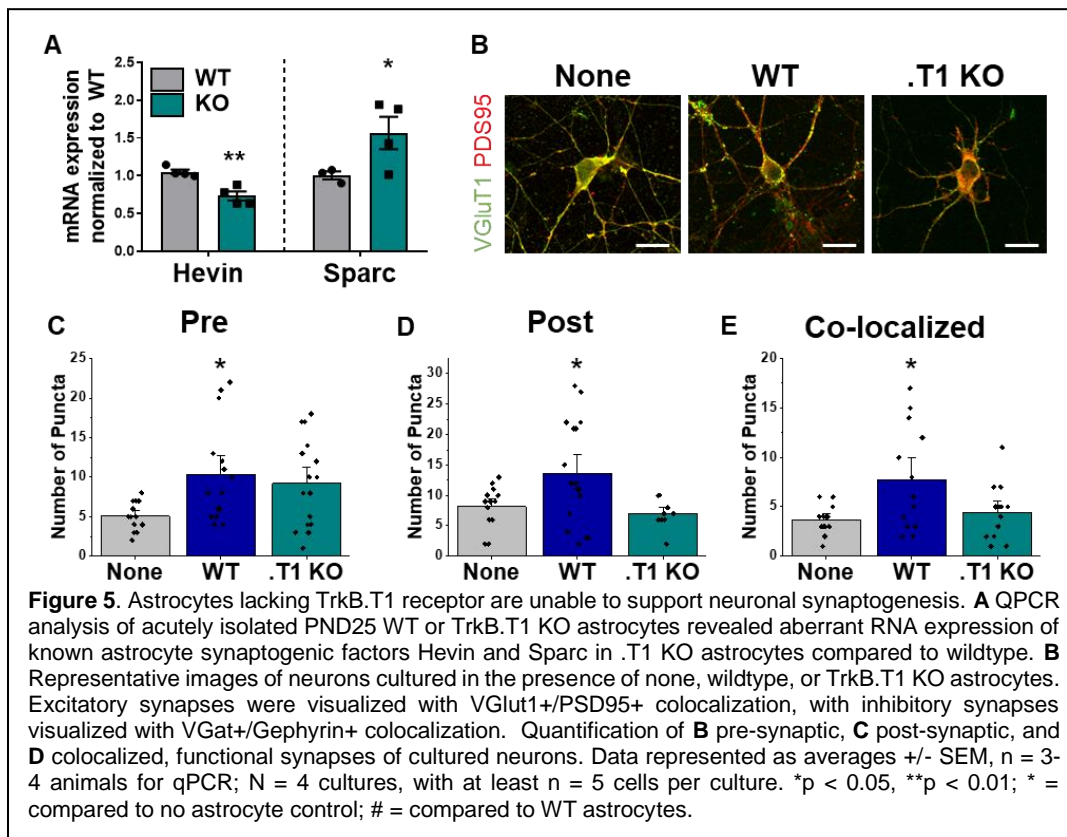 A
mRNA expression
normalized to WT
2.5
2.0
1.5
1.0
0.5
0.0
WT
KO
**
*
Hevin
Sparc
B
None
WT
.T1 KO
VGluT1 PDS95
C
Pre
Number of Puncta
25
20
15
10
5
0
*
None
WT
.T1 KO
D
Post
Number of Puncta
30
25
20
15
10
5
0
*
None
WT
.T1 KO
E
Co-localized
Number of Puncta
20
15
10
5
0
*
None
WT
.T1 KO
Figure 5. Astrocytes lacking TrkB.T1 receptor are unable to support neuronal synaptogenesis. A QPCR
analysis of acutely isolated PND25 WT or TrkB.T1 KO astrocytes revealed aberrant RNA expression of
known astrocyte synaptogenic factors Hevin and Sparc in .T1 KO astrocytes compared to wildtype. B
Representative images of neurons cultured in the presence of none, wildtype, or TrkB.T1 KO astrocytes.
Excitatory synapses were visualized with VGlut1+/PSD95+ colocalization, with inhibitory synapses
visualized with VGat+/Gephyrin+ colocalization. Quantification of B pre-synaptic, C post-synaptic, and
D colocalized, functional synapses of cultured neurons. Data represented as averages +/- SEM, n = 3-
4 animals for qPCR; N = 4 cultures, with at least n = 5 cells per culture. *p < 0.05, **p < 0.01; * =
compared to no astrocyte control; # = compared to WT astrocytes.